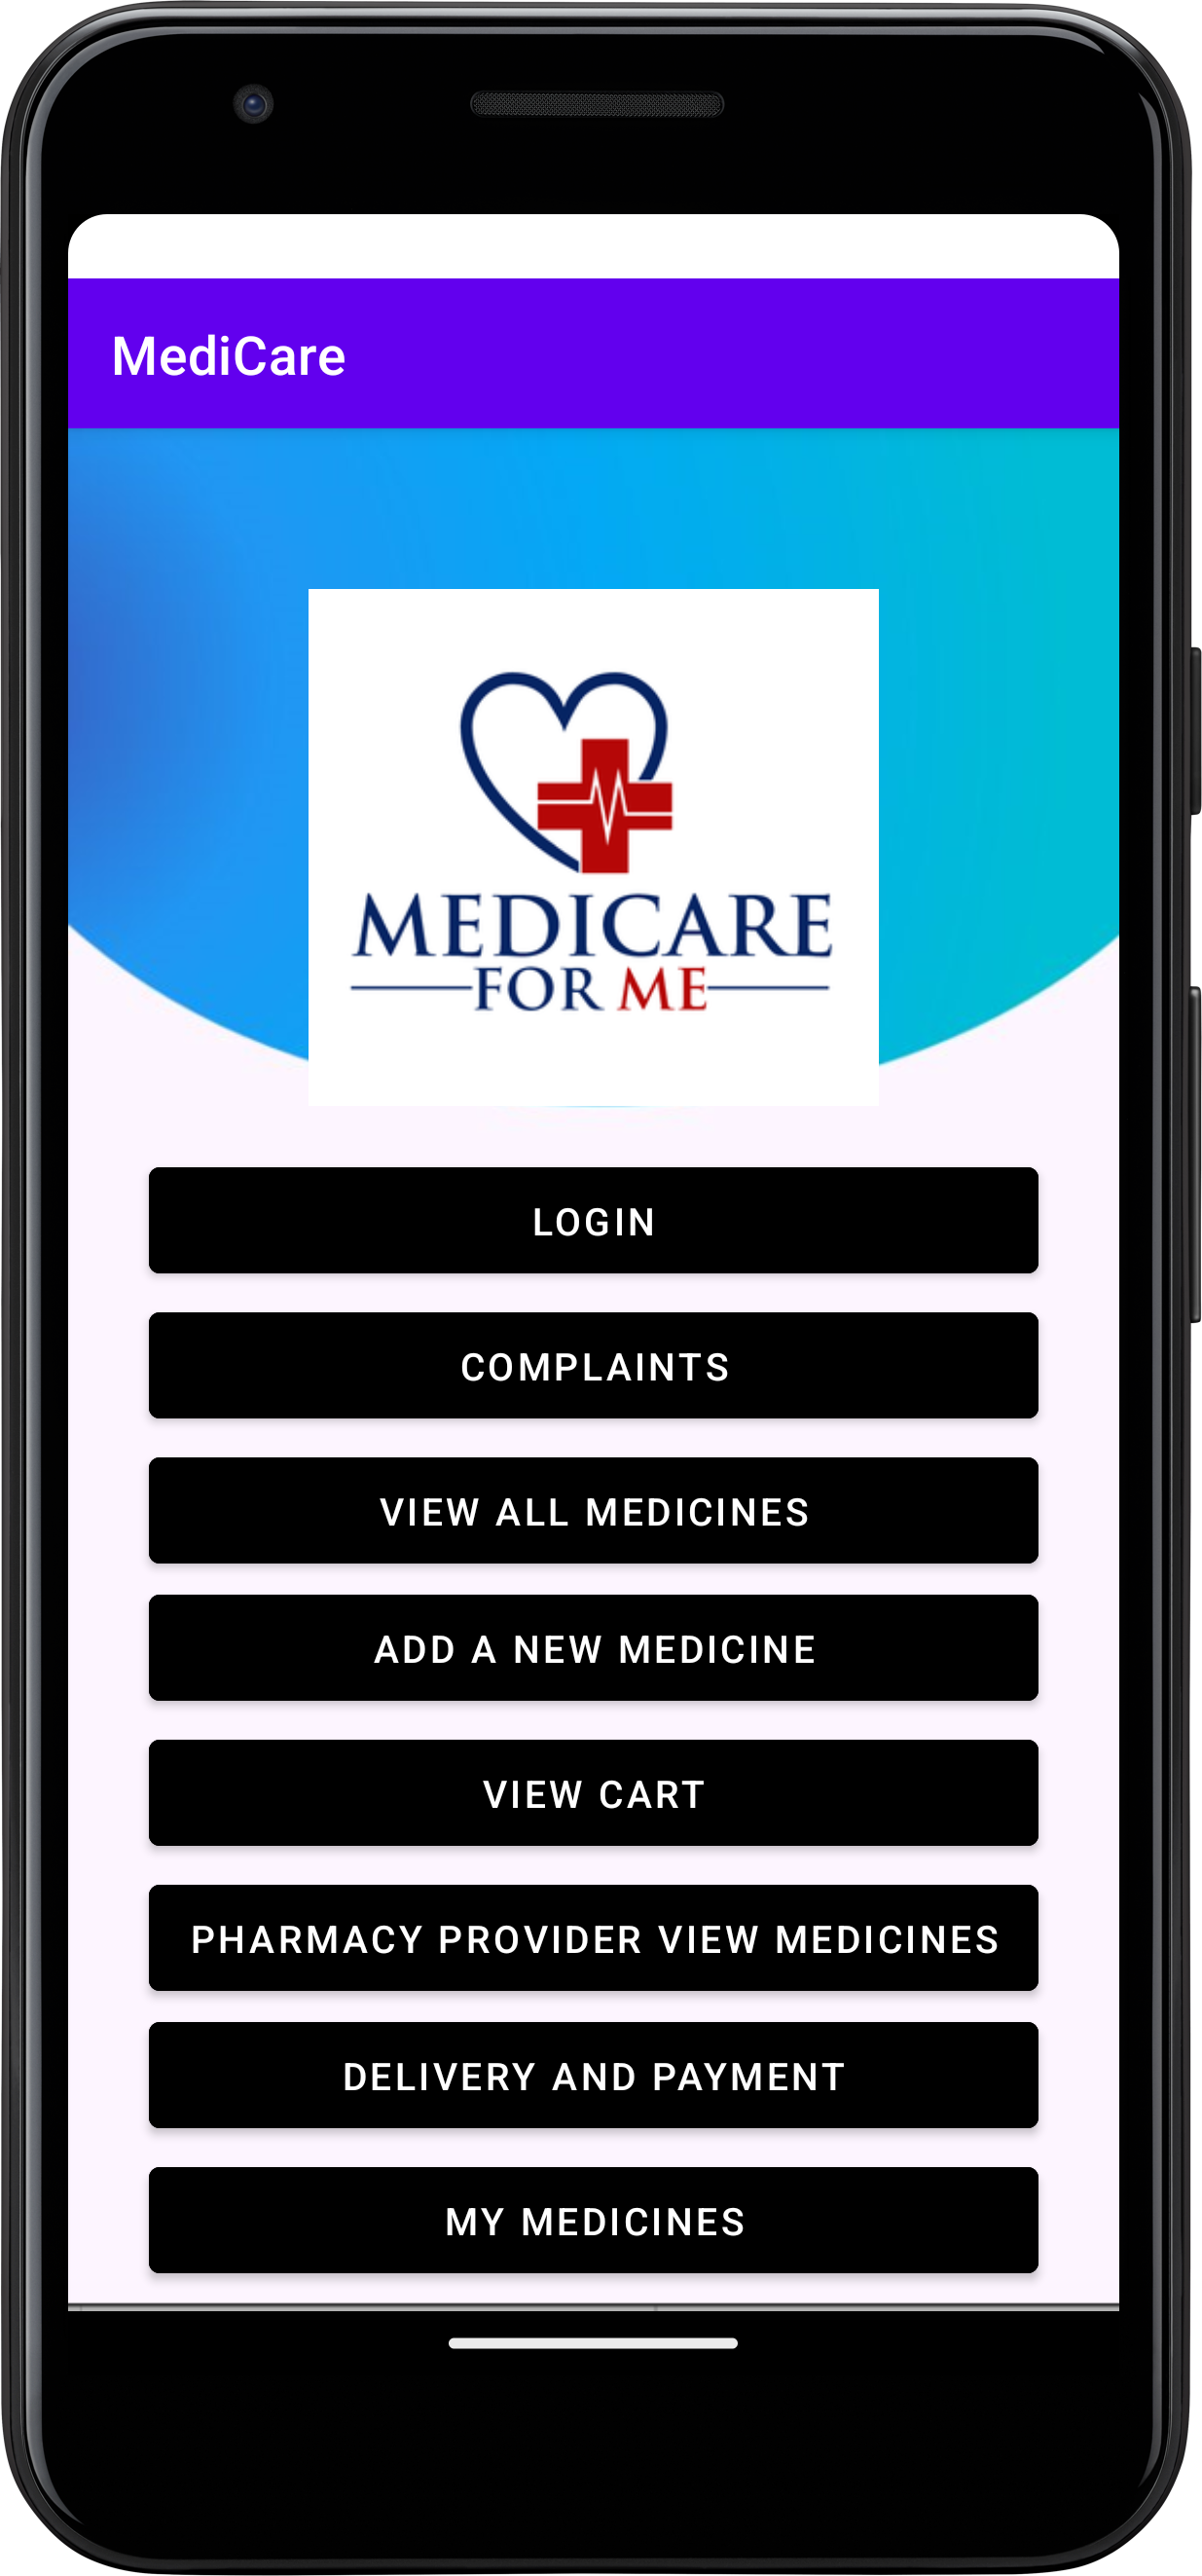 MediCare
MEDICARE
FOR ME
LOGIN
COMPLAINTS
VIEW ALL MEDICINES
ADD A NEW MEDICINE
VIEW CART
PHARMACY PROVIDER VIEW MEDICINES
DELIVERY AND PAYMENT
MY MEDICINES